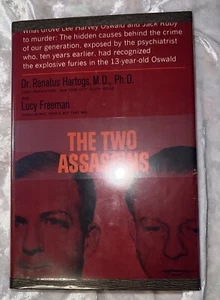 What drove Lee Harvey Oswald and Jack Ruby
to murder: The hidden causes behind the crime
of our generation, exposed by the psychiatrist
who, ten years earlier, had recognized
the explosive furies in the 13-year-old Oswald
Dr. Renatus Hartogs, M.D., Ph.D.
Lucy Freeman
THE TWO
ASSASSINS